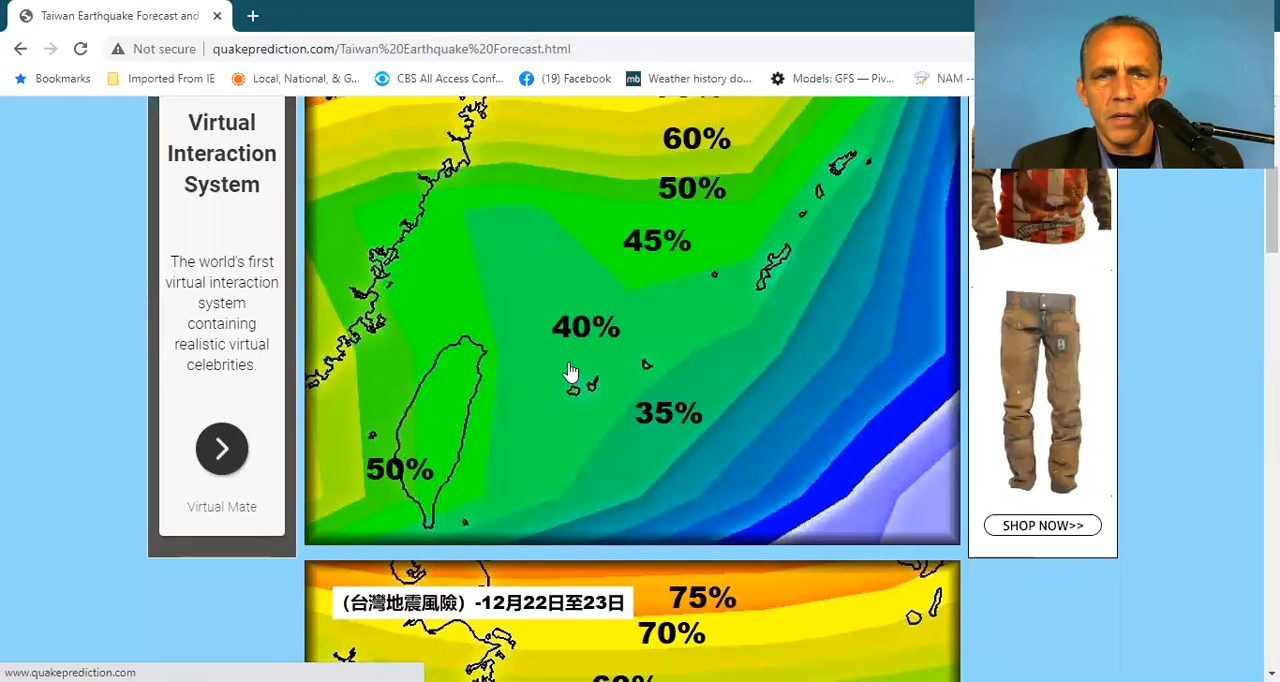 Taiwan Earthquake Forecast and
Not secure
quakeprediction.com/Taiwan%20Earthquake%20Forecast.html
Bookmarks
Imported From IE
Local, National, & G...
CBS All Access Conf...
(19) Facebook
mb
Weather history do...
Models: GFS — Piv...
NAM --
Virtual
Interaction
System
The world's first
virtual interaction
system
containing
realistic virtual
celebrities.
Virtual Mate
60%
50%
45%
40%
35%
50%
SHOP NOW>>
(台灣地震風險) -12月22日至23日
75%
70%
60%
www.quakeprediction.com